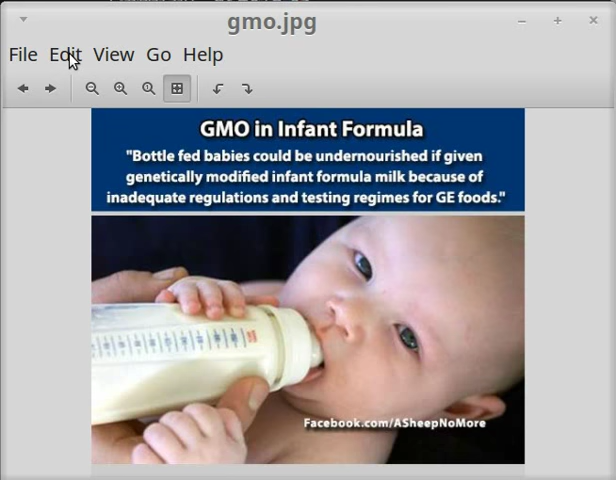 gmo.jpg
File Edit View Go Help
GMO in Infant Formula
"Bottle fed babies could be undernourished if given
genetically modified infant formula milk because of
inadequate regulations and testing regimes for GE foods."
Facebook.com/ASheepNoMore